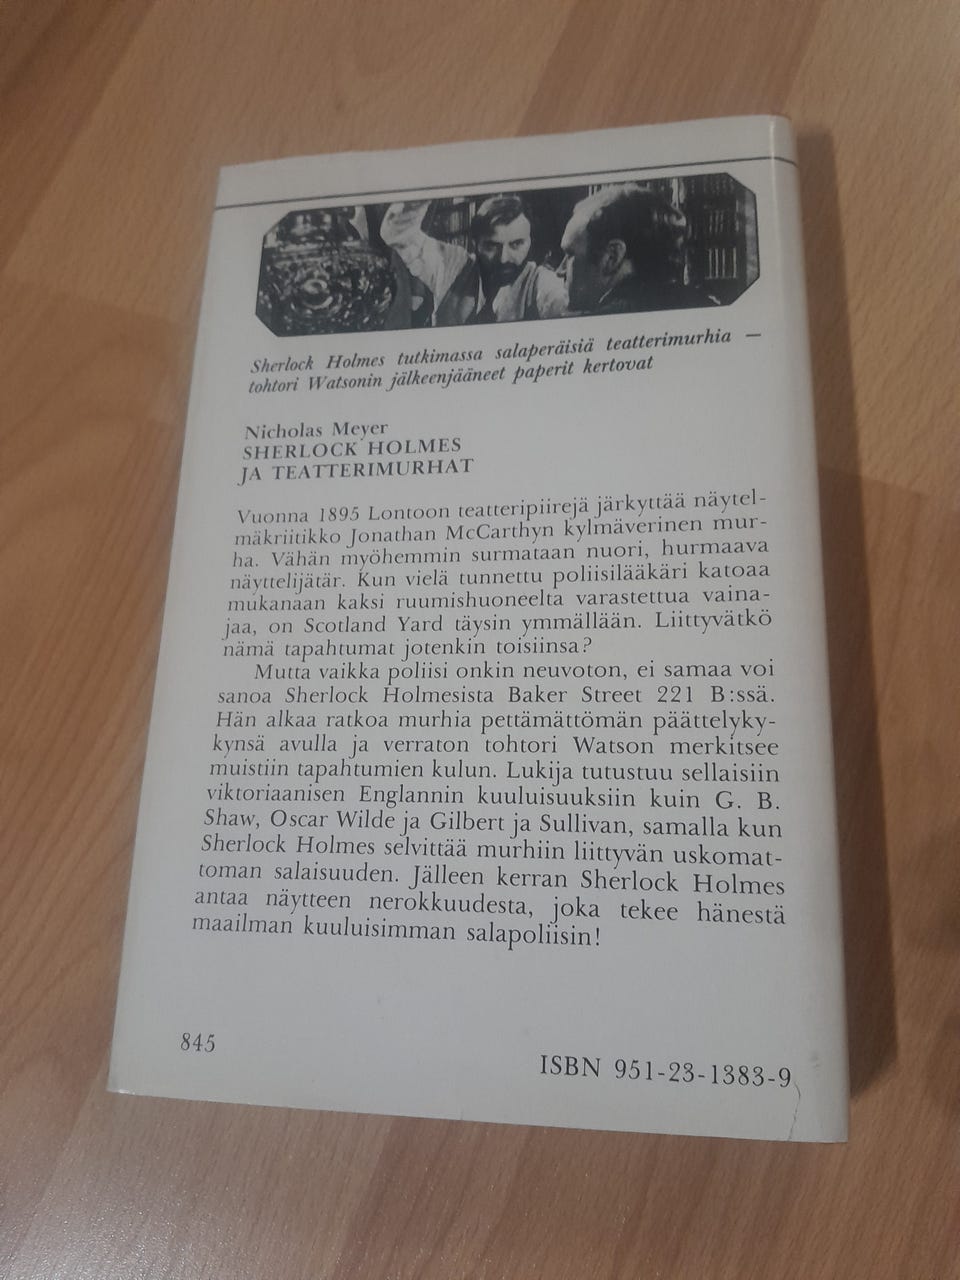 Sherlock Holmes tutkimassa salaperäisiä teatterimurhia —
tohtori Watsonin jälkeenjääneet paperit kertovat
Nicholas Meyer
SHERLOCK HOLMES
JA TEATTERIMURHAT
Vuonna 1895 Lontoon teatteripiirejä järkyttää näytel-
mäkriitikko Jonathan McCarthyn kylmäverinen mur-
ha. Vähän myöhemmin surmataan nuori, hurmaava
näyttelijätär. Kun vielä tunnettu poliisilääkäri katoaa
mukanaan kaksi ruumishuoneelta varastettua vaina-
jaa, on Scotland Yard täysin ymmällään. Liittyvätkö
nämä tapahtumat jotenkin toisiinsa?
Mutta vaikka poliisi onkin neuvoton, ei samaa voi
sanoa Sherlock Holmesista Baker Street 221 B:ssä.
Hän alkaa ratkoa murhia pettämättömän päättelyky-
kynsä avulla ja verraton tohtori Watson merkitsee
muistiin tapahtumien kulun. Lukija tutustuu sellaisiin
viktoriaanisen Englannin kuuluisuuksiin kuin G. B.
Shaw, Oscar Wilde ja Gilbert ja Sullivan, samalla kun
Sherlock Holmes selvittää murhiin liittyvän uskomat-
toman salaisuuden. Jälleen kerran Sherlock Holmes
antaa näytteen nerokkuudesta, joka tekee hänestä
maailman kuuluisimman salapoliisin!
845
ISBN 951-23-1383-9